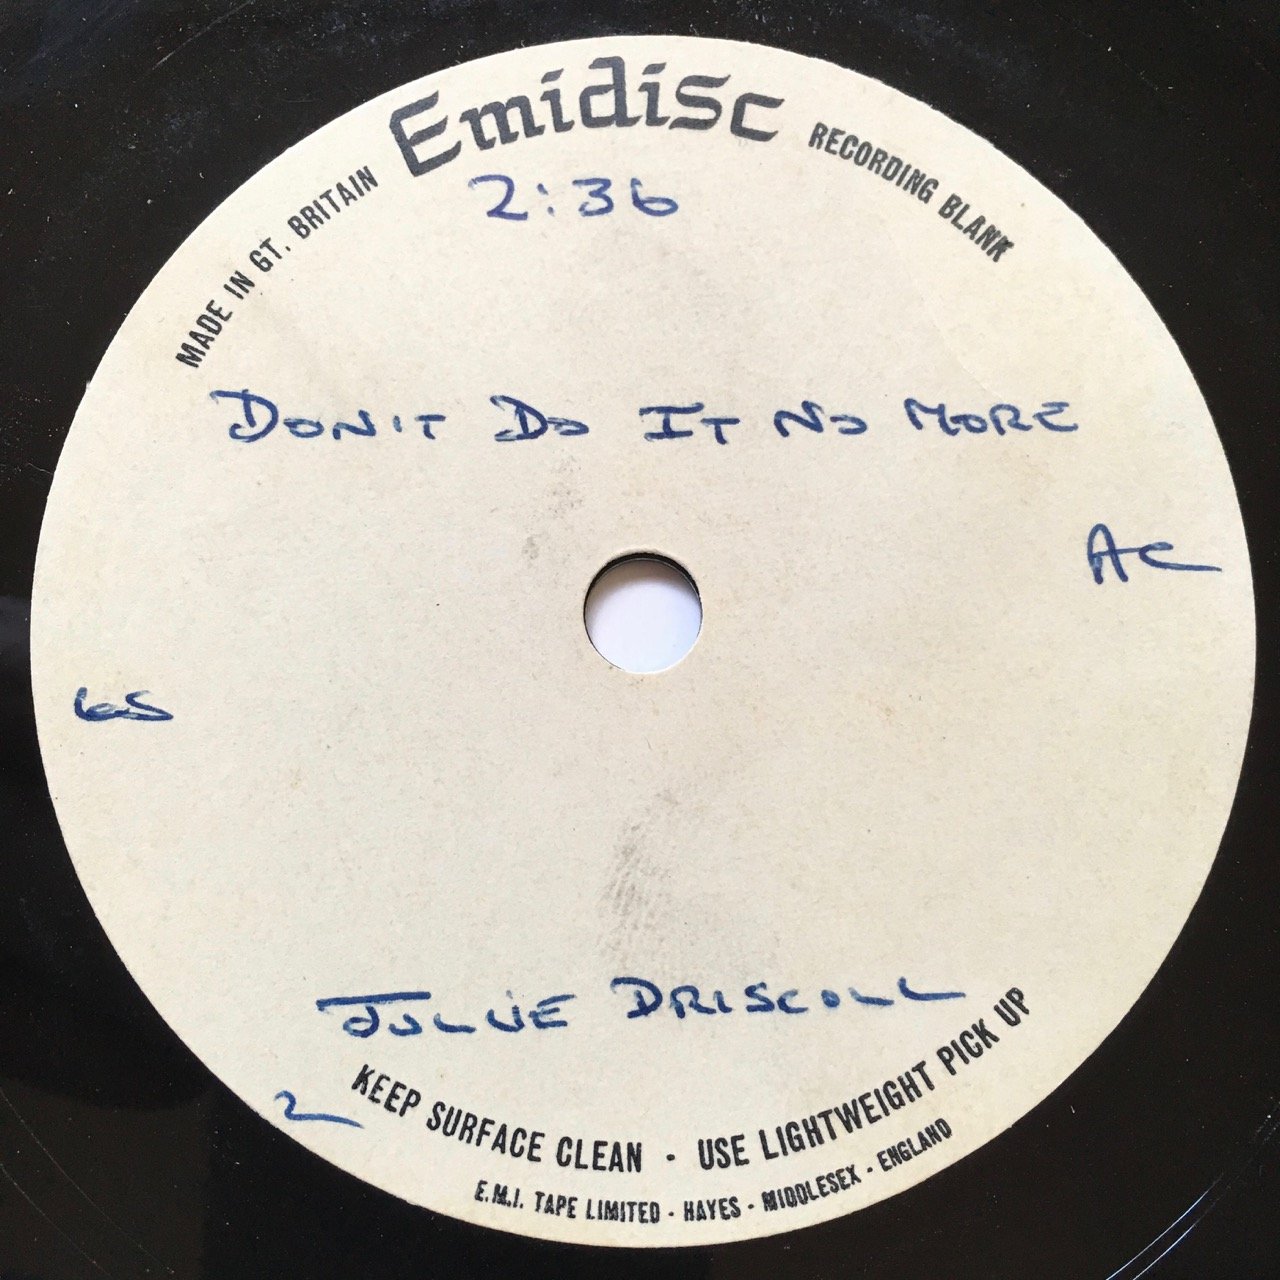 Emidisc
MADE IN GT. BRITAIN
RECORDING BLANK
2:36
DON'T DO IT NO MORE
AC
65
JULIE DRISCOLL
2
KEEP SURFACE CLEAN · USE LIGHTWEIGHT PICK UP
E.M.I. TAPE LIMITED · HAYES · MIDDLESEX · ENGLAND